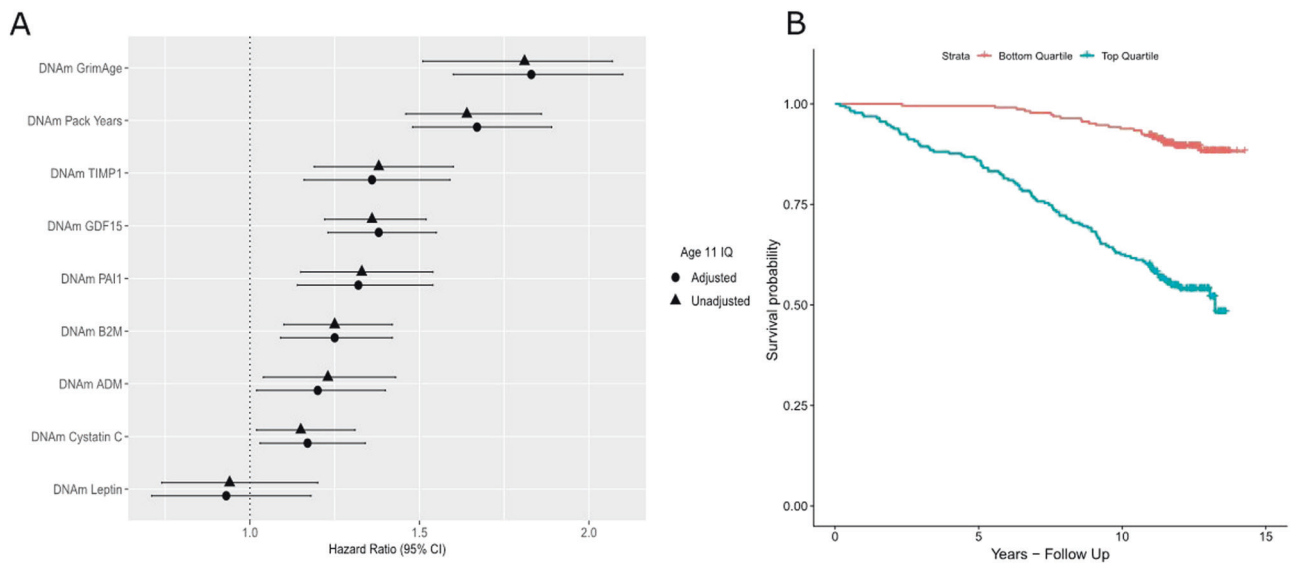 A
DNAm GrimAge
DNAm Pack Years
DNAm TIMP1
DNAm GDF15
DNAm PAI1
DNAm B2M
DNAm ADM
DNAm Cystatin C
DNAm Leptin
1.0
1.5
2.0
Hazard Ratio (95% CI)
Age 11 IQ
Adjusted
Unadjusted
B
Strata Bottom Quartile Top Quartile
1.00
0.75
0.50
0.25
0.00
Survival probability
0
5
10
15
Years − Follow Up